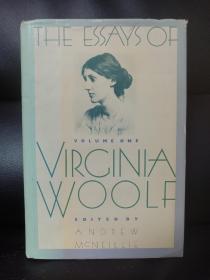 THE ESSAYS OF
VOLUME ONE
VIRGINIA
WOOLF
EDITED BY
ANDREW
McNEILLIE